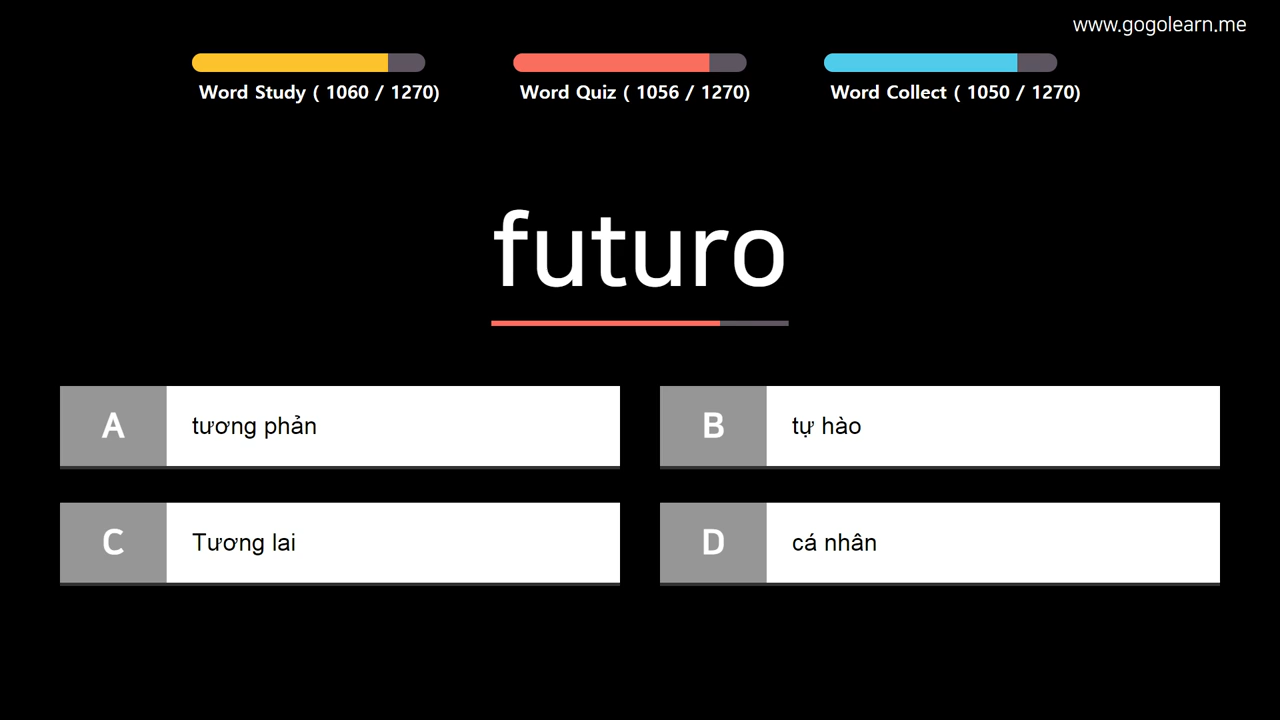 www.gogolearn.me
Word Study ( 1060 / 1270)
Word Quiz ( 1056 / 1270)
Word Collect ( 1050 / 1270)
futuro
A tương phản
B tự hào
C Tương lai
D cá nhân